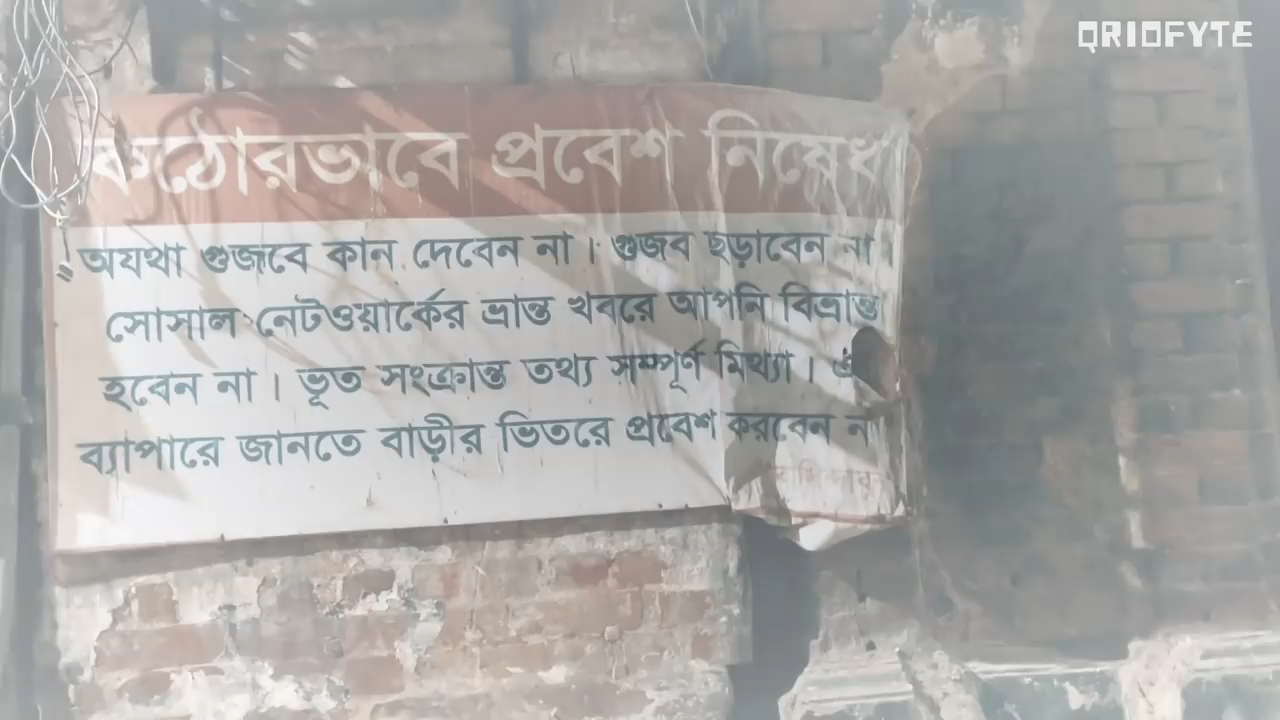 QRIOFYTE
কঠোরভাবে প্রবেশ নিষেধ
অযথা গুজবে কান দেবেন না। গুজব ছড়াবেন না
সোসাল নেটওয়ার্কের ভ্রান্ত খবরে আপনি বিভ্রান্ত
হবেন না। ভূত সংক্রান্ত তথ্য সম্পূর্ণ মিথ্যা।
ব্যাপারে জানতে বাড়ীর ভিতরে প্রবেশ করবেন ন